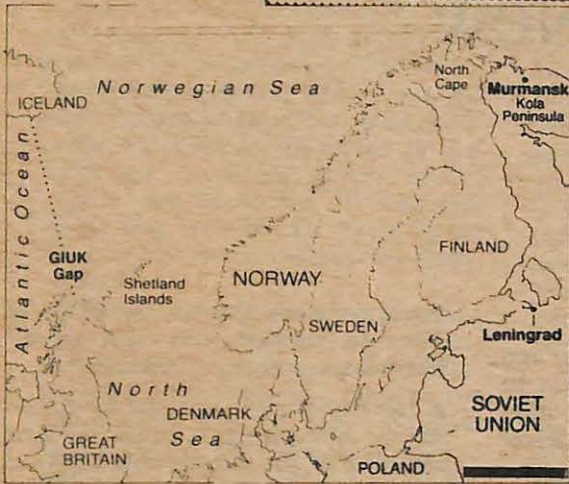 North
Cape
Murmansk
Kola
Peninsula
Norwegian Sea
ICELAND
Atlantic Ocean
GIUK
Gap
Shetland
Islands
NORWAY
FINLAND
SWEDEN
Leningrad
North
Sea
DENMARK
SOVIET
UNION
GREAT
BRITAIN
POLAND